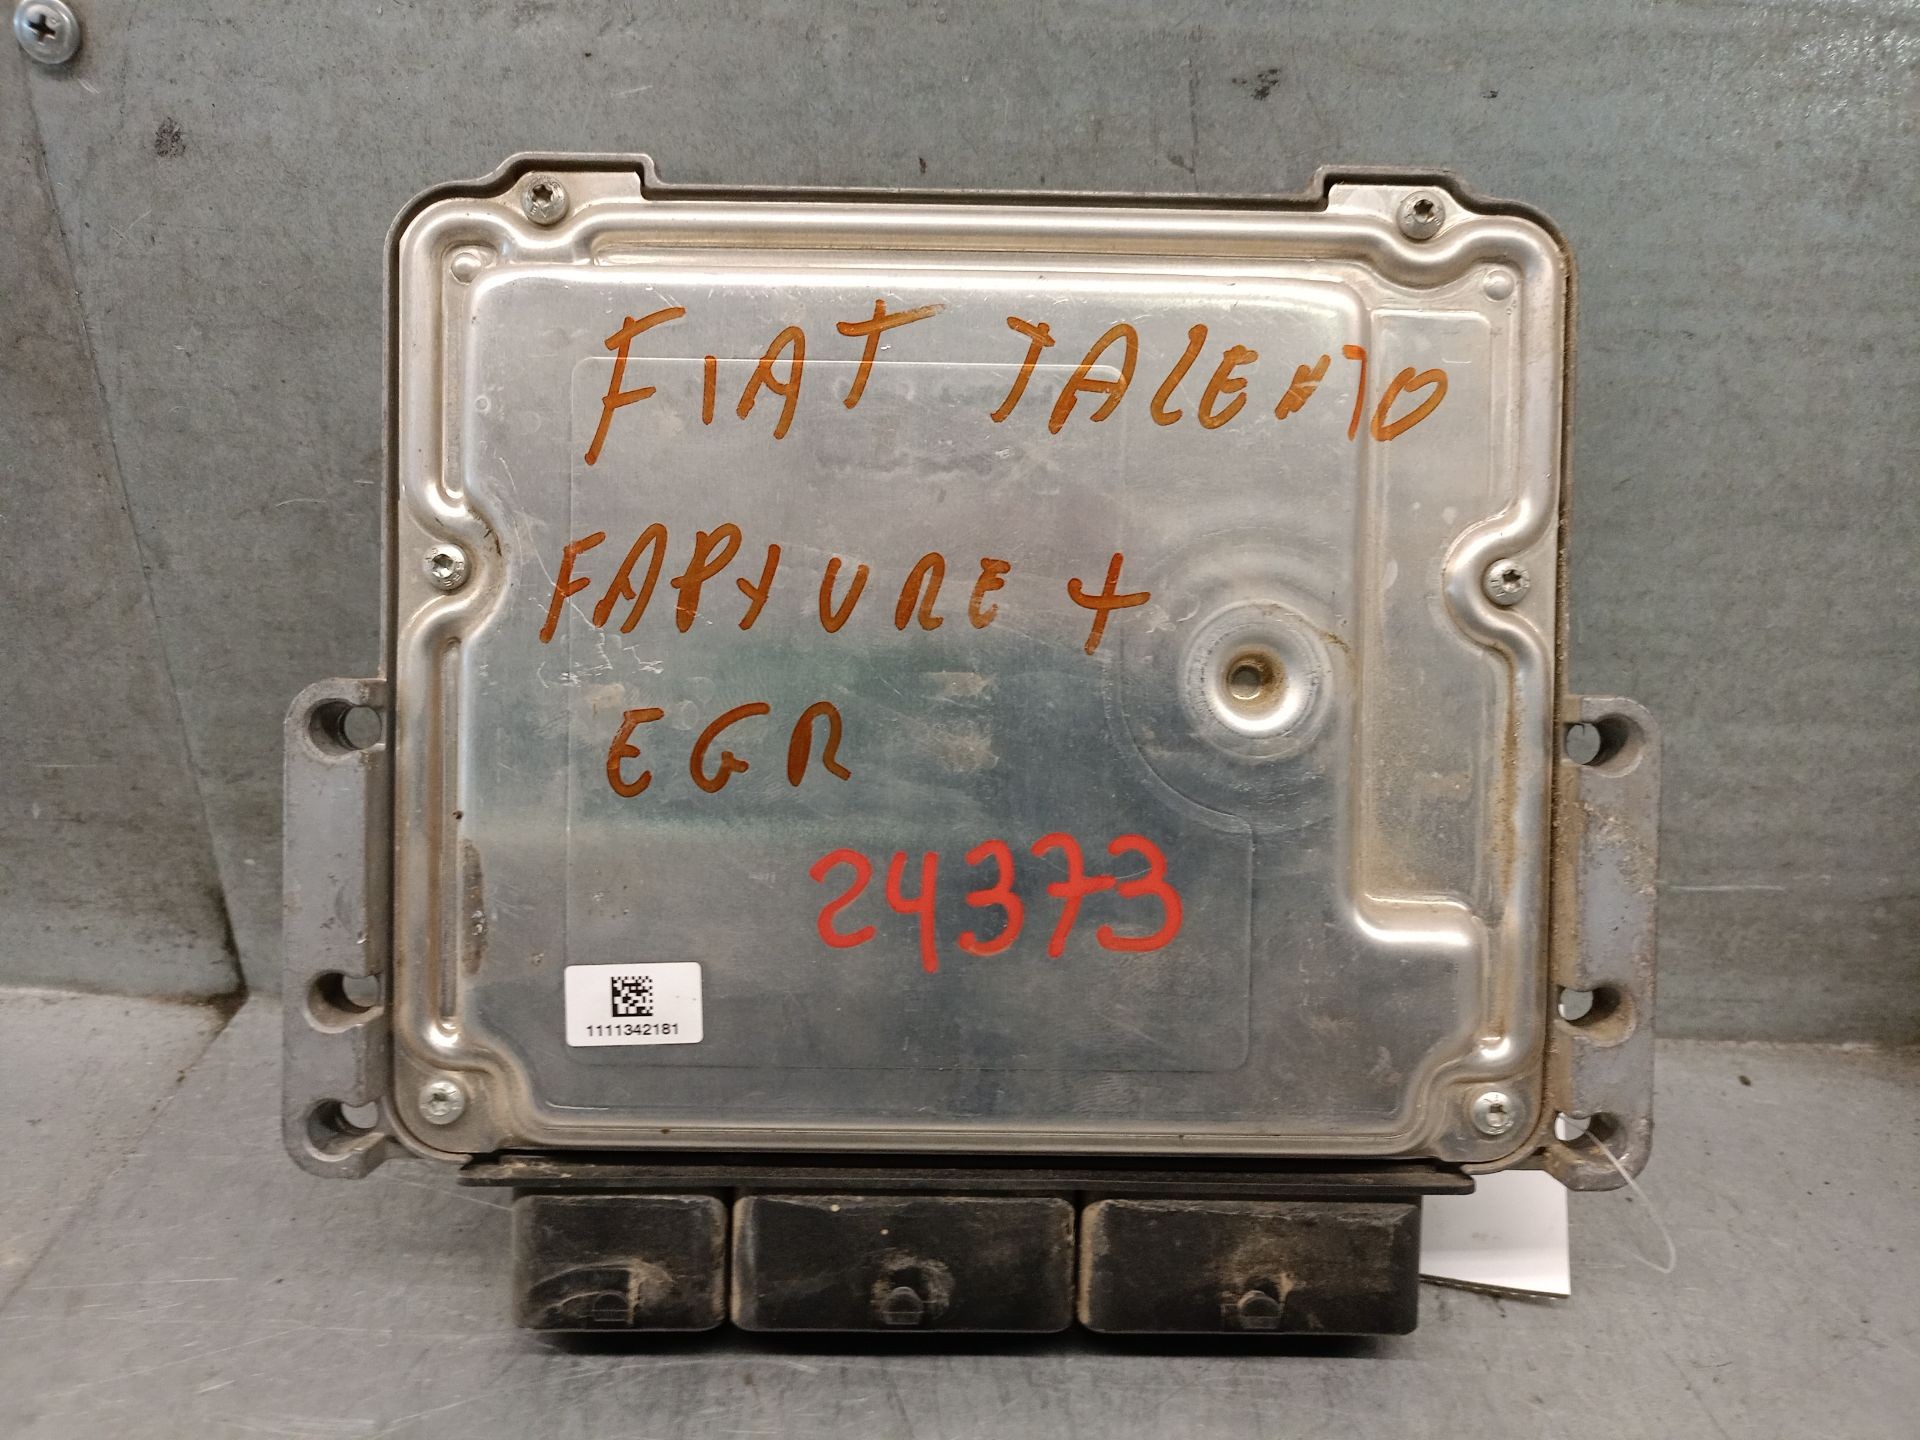 FIAT TALENTO
FAPYURE +
EGR
24373
1111342181